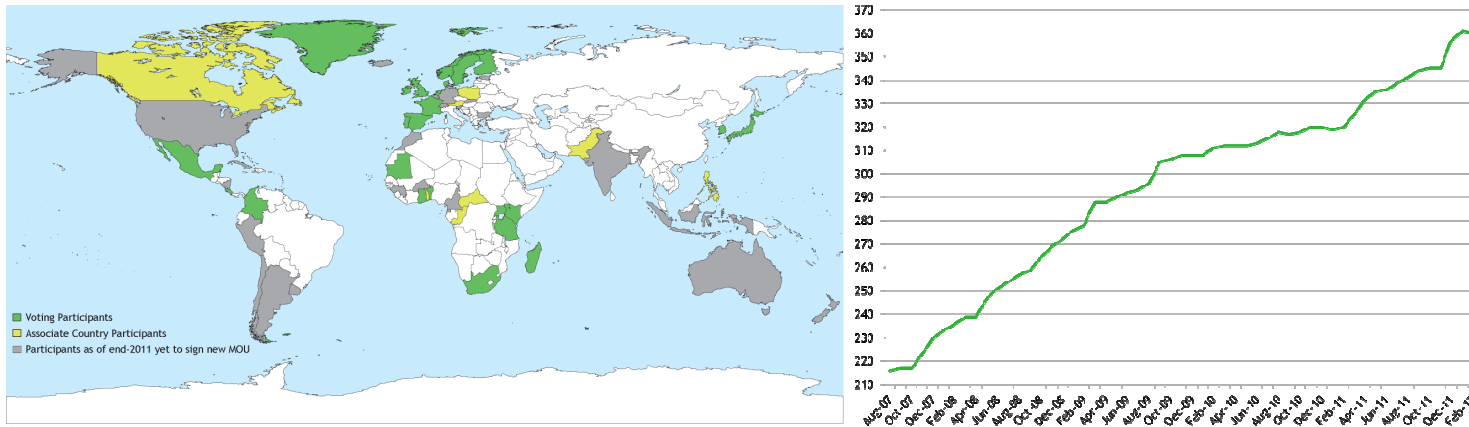 Voting Participants
Associate Country Participants
Participants as of end-2011 yet to sign new MOU
370
360
350
340
330
320
310
300
290
280
270
260
250
240
230
220
210
Aug-07
Oct-07
Dec-07
Feb-08
Apr-08
Jun-08
Aug-08
Oct-08
Dec-08
Feb-09
Apr-09
Jun-09
Aug-09
Oct-09
Dec-09
Feb-10
Apr-10
Jun-10
Aug-10
Oct-10
Dec-10
Feb-11
Apr-11
Jun-11
Aug-11
Oct-11
Dec-11